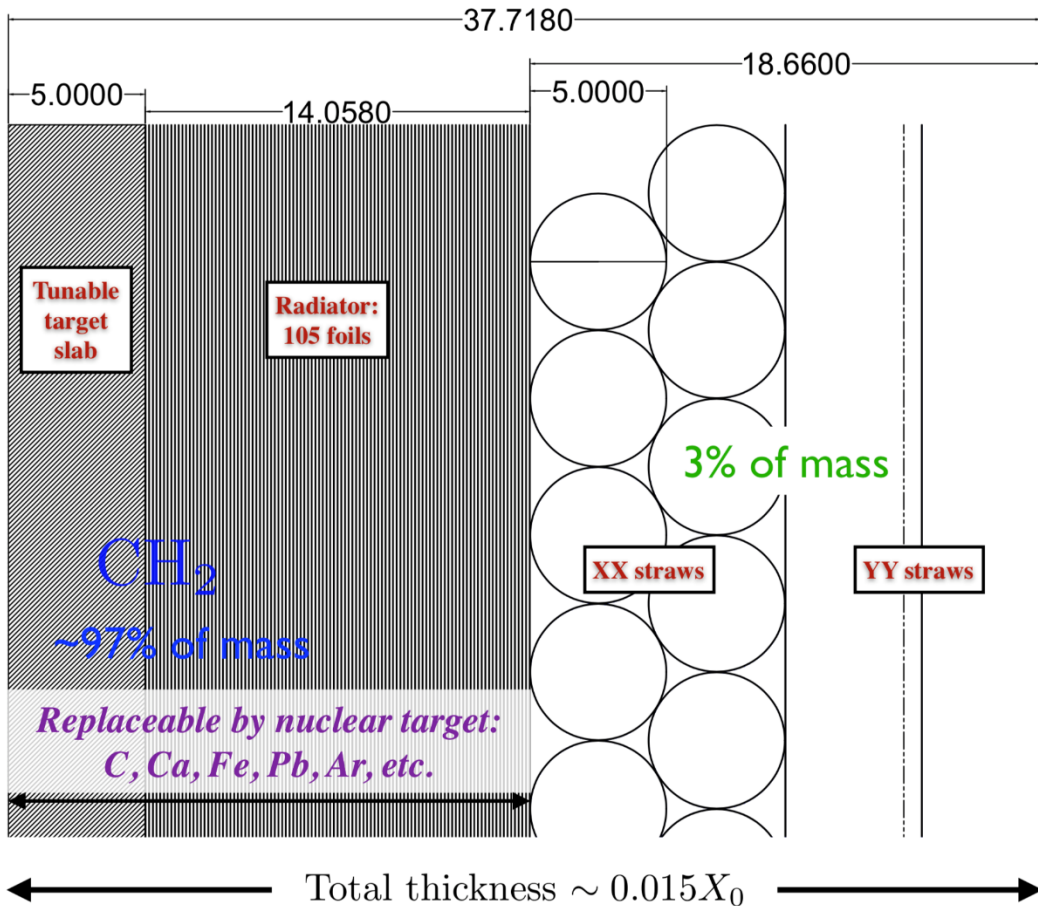 37.7180
18.6600
5.0000
14.0580
5.0000
Tunable
target
slab
Radiator:
105 foils
3% of mass
XX straws
YY straws
CH₂
~97% of mass
Replaceable by nuclear target:
C, Ca, Fe, Pb, Ar, etc.
Total thickness ∼ 0.015X₀